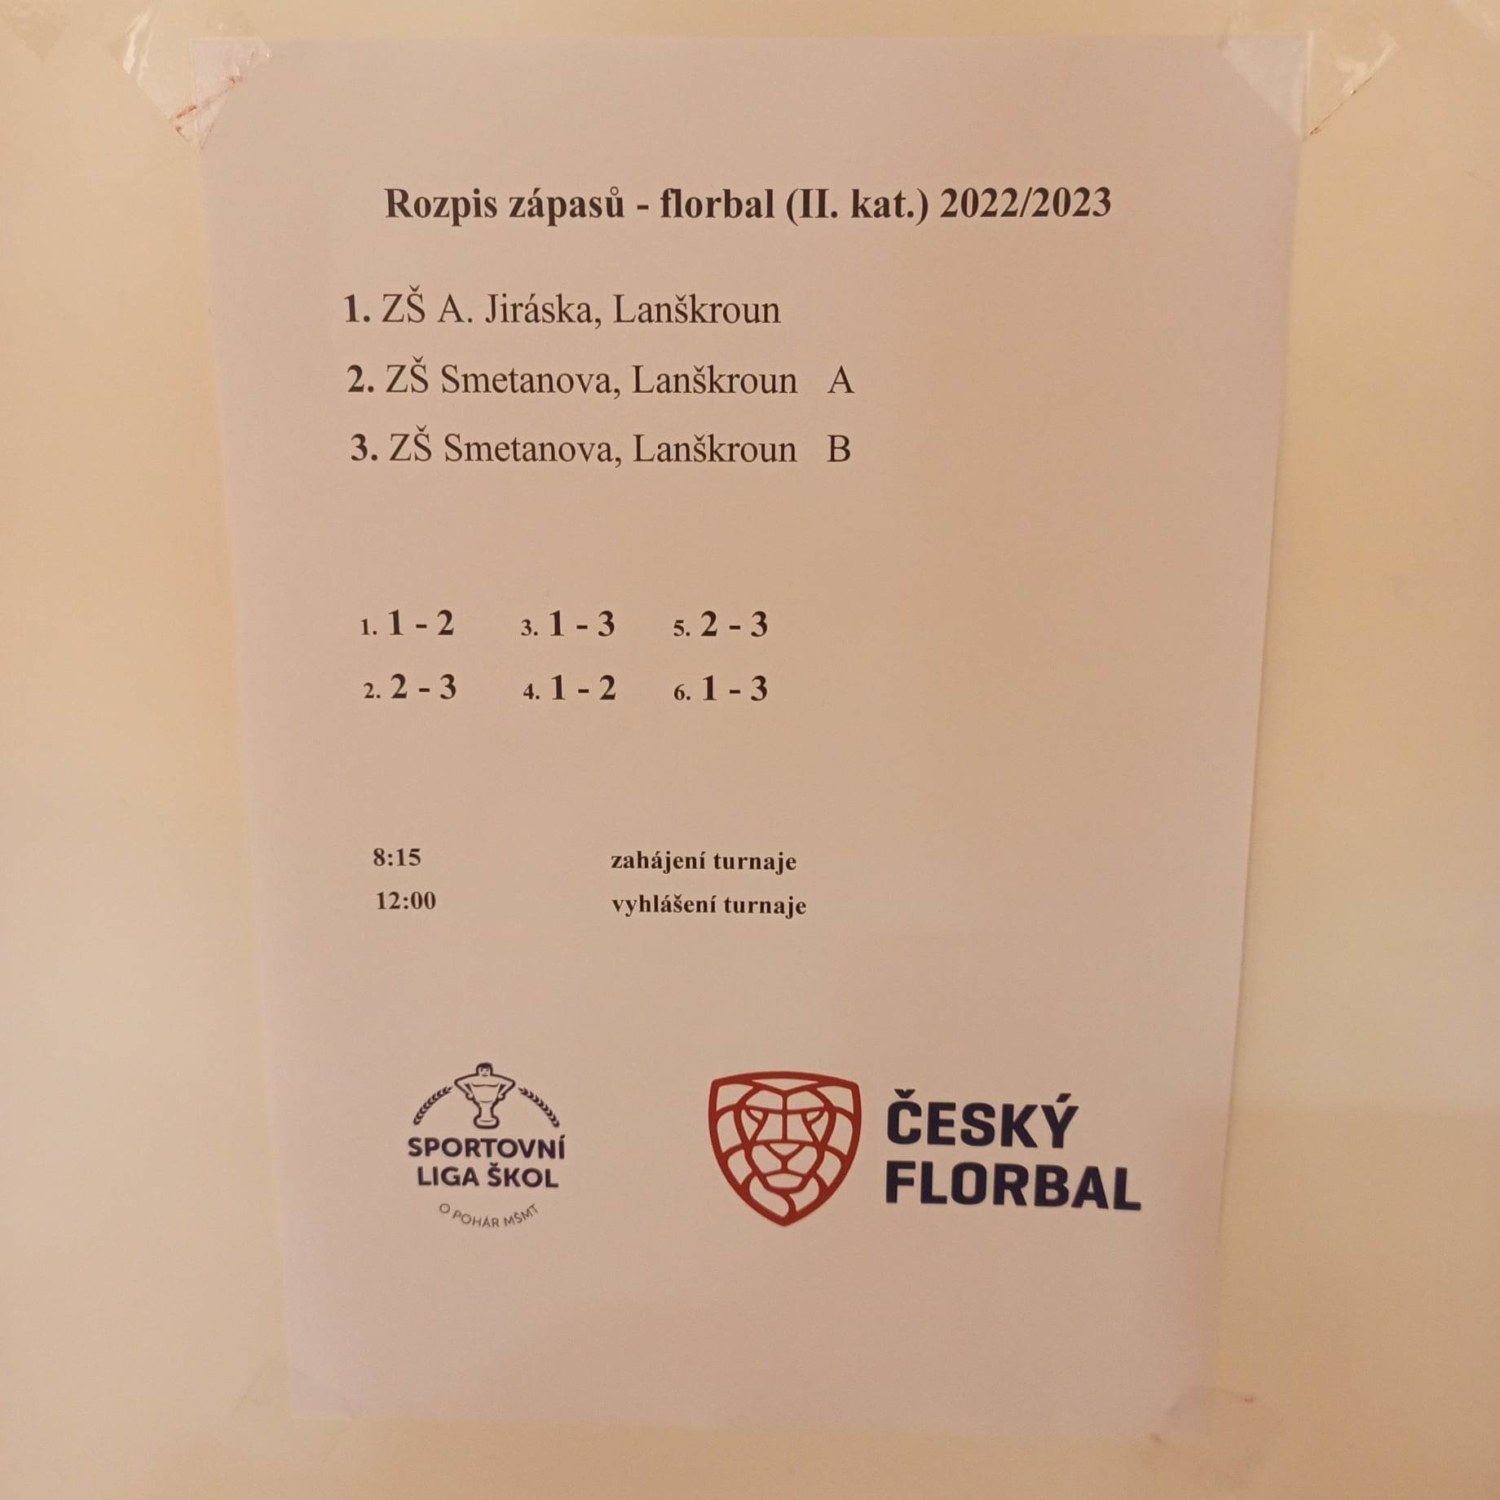 Rozpis zápasů - florbal (II. kat.) 2022/2023
1. ZŠ A. Jiráska, Lanškroun
2. ZŠ Smetanova, Lanškroun A
3. ZŠ Smetanova, Lanškroun B
1. 1 - 2 3. 1 - 3 5. 2 - 3
2. 2 - 3 4. 1 - 2 6. 1 - 3
8:15 zahájení turnaje
12:00 vyhlášení turnaje
SPORTOVNÍ
LIGA ŠKOL
O POHÁR MŠMT
ČESKÝ
FLORBAL